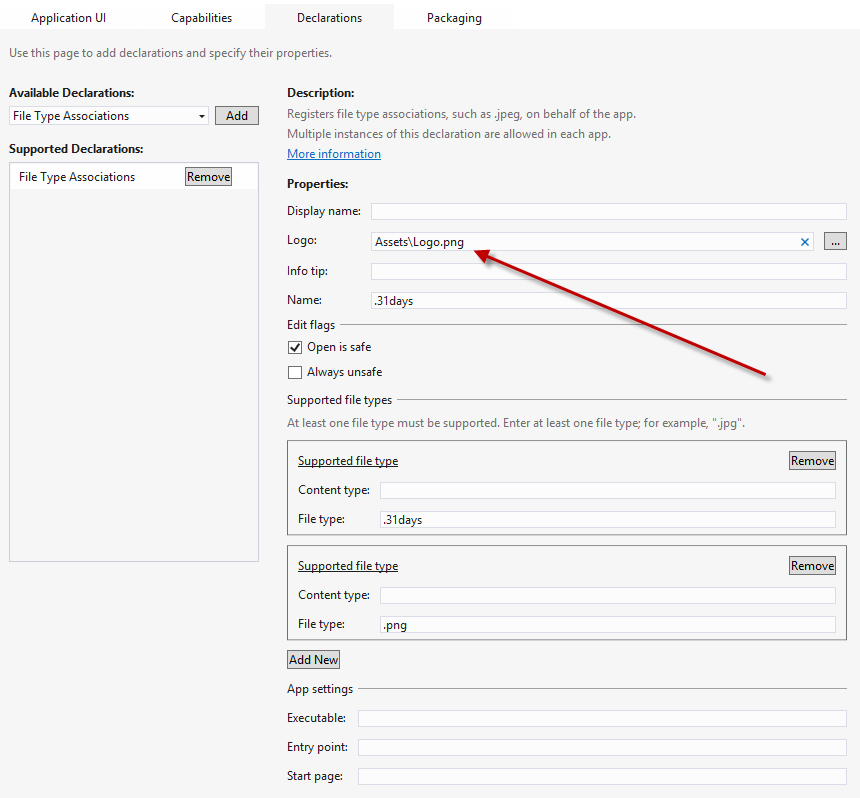 Application UI Capabilities Declarations Packaging
Use this page to add declarations and specify their properties.
Available Declarations:
File Type Associations Add
Supported Declarations:
File Type Associations Remove
Description:
Registers file type associations, such as .jpeg, on behalf of the app.
Multiple instances of this declaration are allowed in each app.
More information
Properties:
Display name:
Logo: Assets\Logo.png × ...
Info tip:
Name: .31days
Edit flags
Open is safe
Always unsafe
Supported file types
At least one file type must be supported. Enter at least one file type; for example, ".jpg".
Supported file type Remove
Content type:
File type: .31days
Supported file type Remove
Content type:
File type: .png
Add New
App settings
Executable:
Entry point:
Start page: